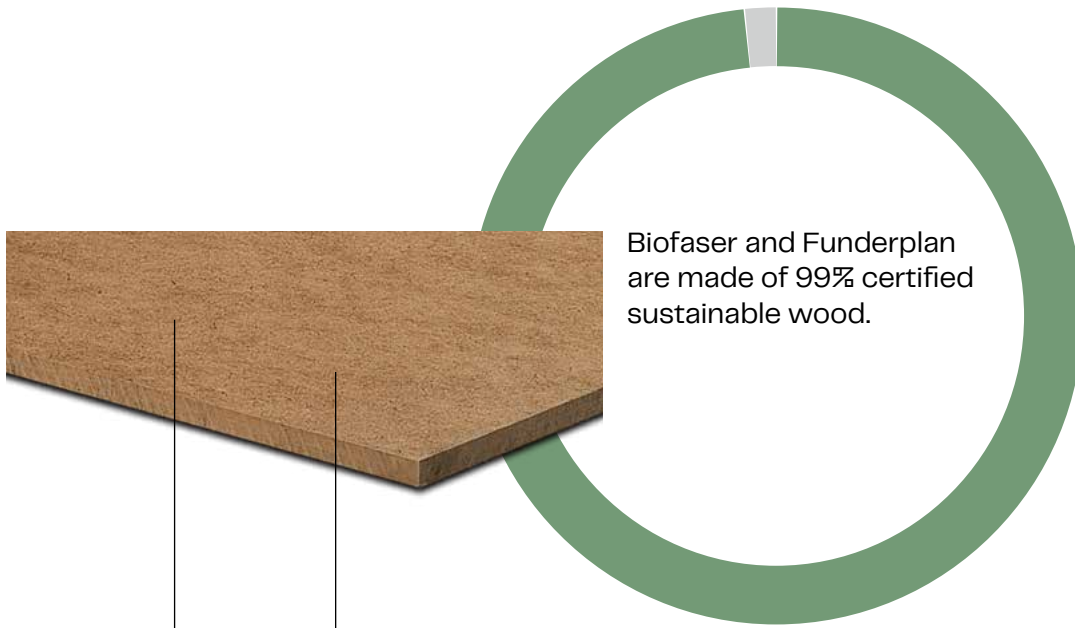 Biofaser and Funderplan
are made of 99% certified
sustainable wood.